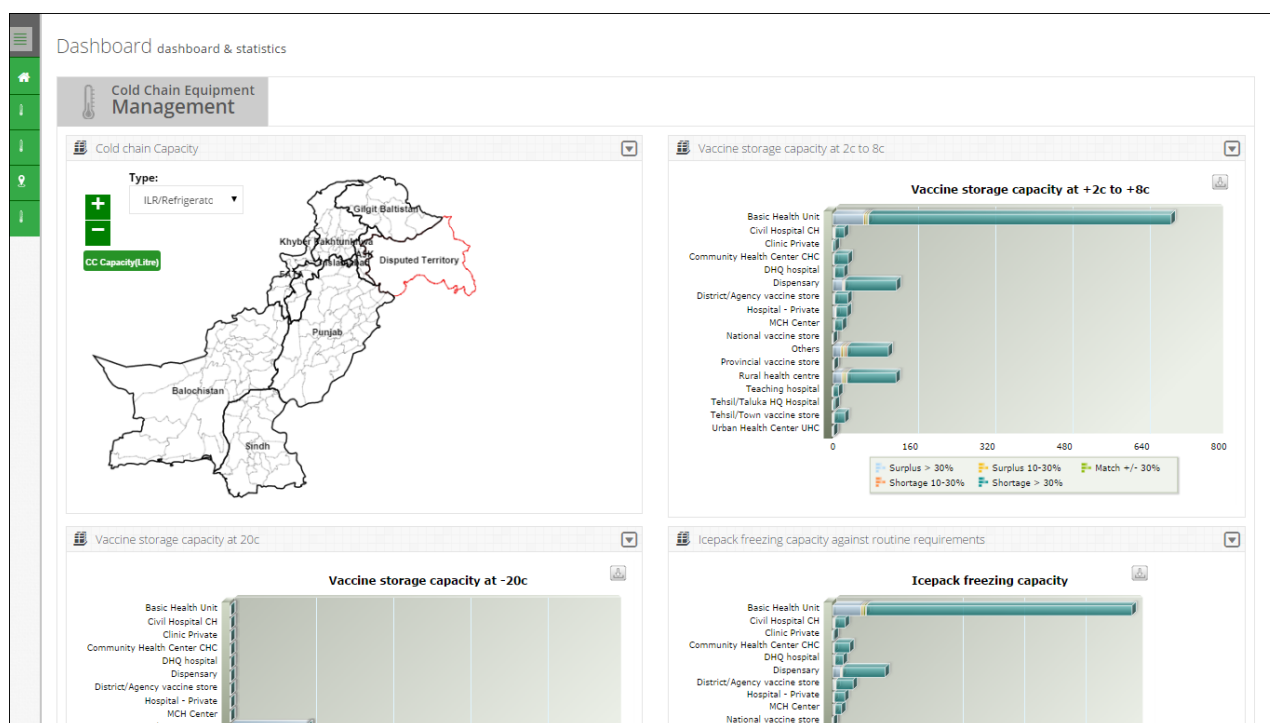 Dashboard dashboard & statistics
Cold Chain Equipment
Management
Cold chain Capacity
Type:
ILR/Refrigeratc
CC Capacity(Litre)
Gilgit Baltistan
Khyber Pakhtunkhwa
AJK
Islamabad
Disputed Territory
FATA
Punjab
Balochistan
Sindh
Vaccine storage capacity at 2c to 8c
Vaccine storage capacity at +2c to +8c
Basic Health Unit
Civil Hospital CH
Clinic Private
Community Health Center CHC
DHQ hospital
Dispensary
District/Agency vaccine store
Hospital - Private
MCH Center
National vaccine store
Others
Provincial vaccine store
Rural health centre
Teaching hospital
Tehsil/Taluka HQ Hospital
Tehsil/Town vaccine store
Urban Health Center UHC
0 160 320 480 640 800
Surplus > 30% Surplus 10-30% Match +/- 30%
Shortage 10-30% Shortage > 30%
Vaccine storage capacity at 20c
Vaccine storage capacity at -20c
Basic Health Unit
Civil Hospital CH
Clinic Private
Community Health Center CHC
DHQ hospital
Dispensary
District/Agency vaccine store
Hospital - Private
MCH Center
Icepack freezing capacity against routine requirements
Icepack freezing capacity
Basic Health Unit
Civil Hospital CH
Clinic Private
Community Health Center CHC
DHQ hospital
Dispensary
District/Agency vaccine store
Hospital - Private
MCH Center
National vaccine store